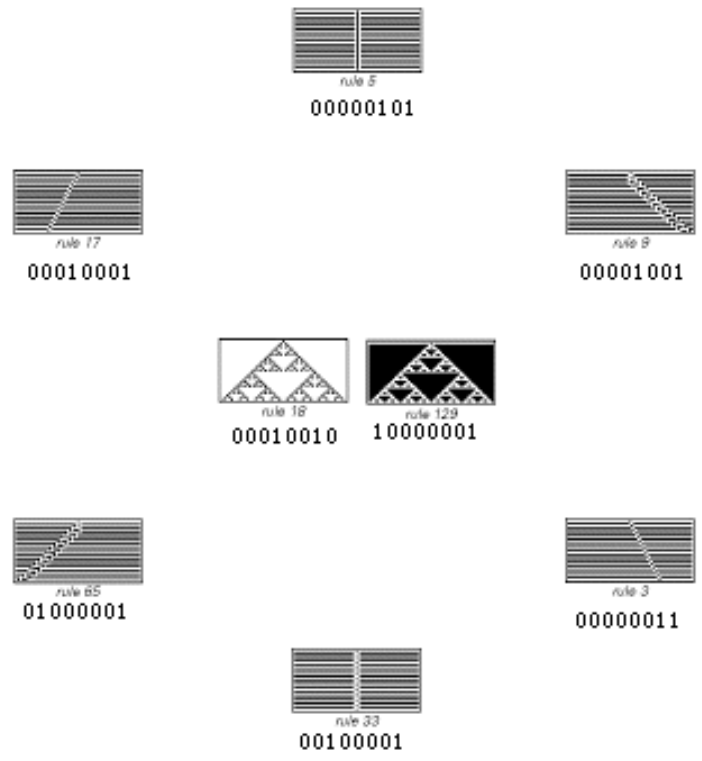 rule 5
00000101
rule 17
00010001
rule 9
00001001
rule 18
00010010
rule 129
10000001
rule 65
01000001
rule 3
00000011
rule 33
00100001